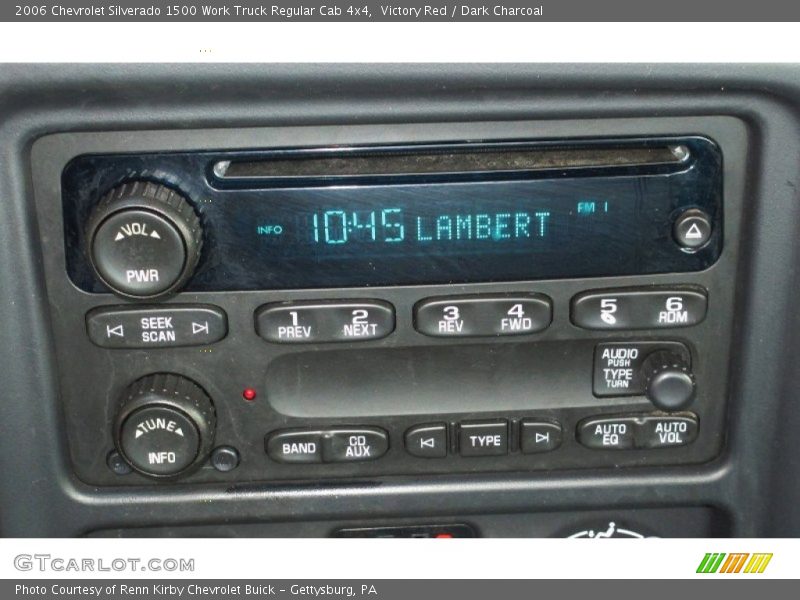 2006 Chevrolet Silverado 1500 Work Truck Regular Cab 4x4,  Victory Red / Dark Charcoal
INFO 10:45 LAMBERT FM 1
VOL
PWR
SEEK
SCAN
1
PREV
2
NEXT
3
REV
4
FWD
5
6
RDM
AUDIO
PUSH
TYPE
TURN
TUNE
INFO
BAND
CD
AUX
TYPE
AUTO
EQ
AUTO
VOL
GTCARLOT.COM
Photo Courtesy of Renn Kirby Chevrolet Buick – Gettysburg, PA